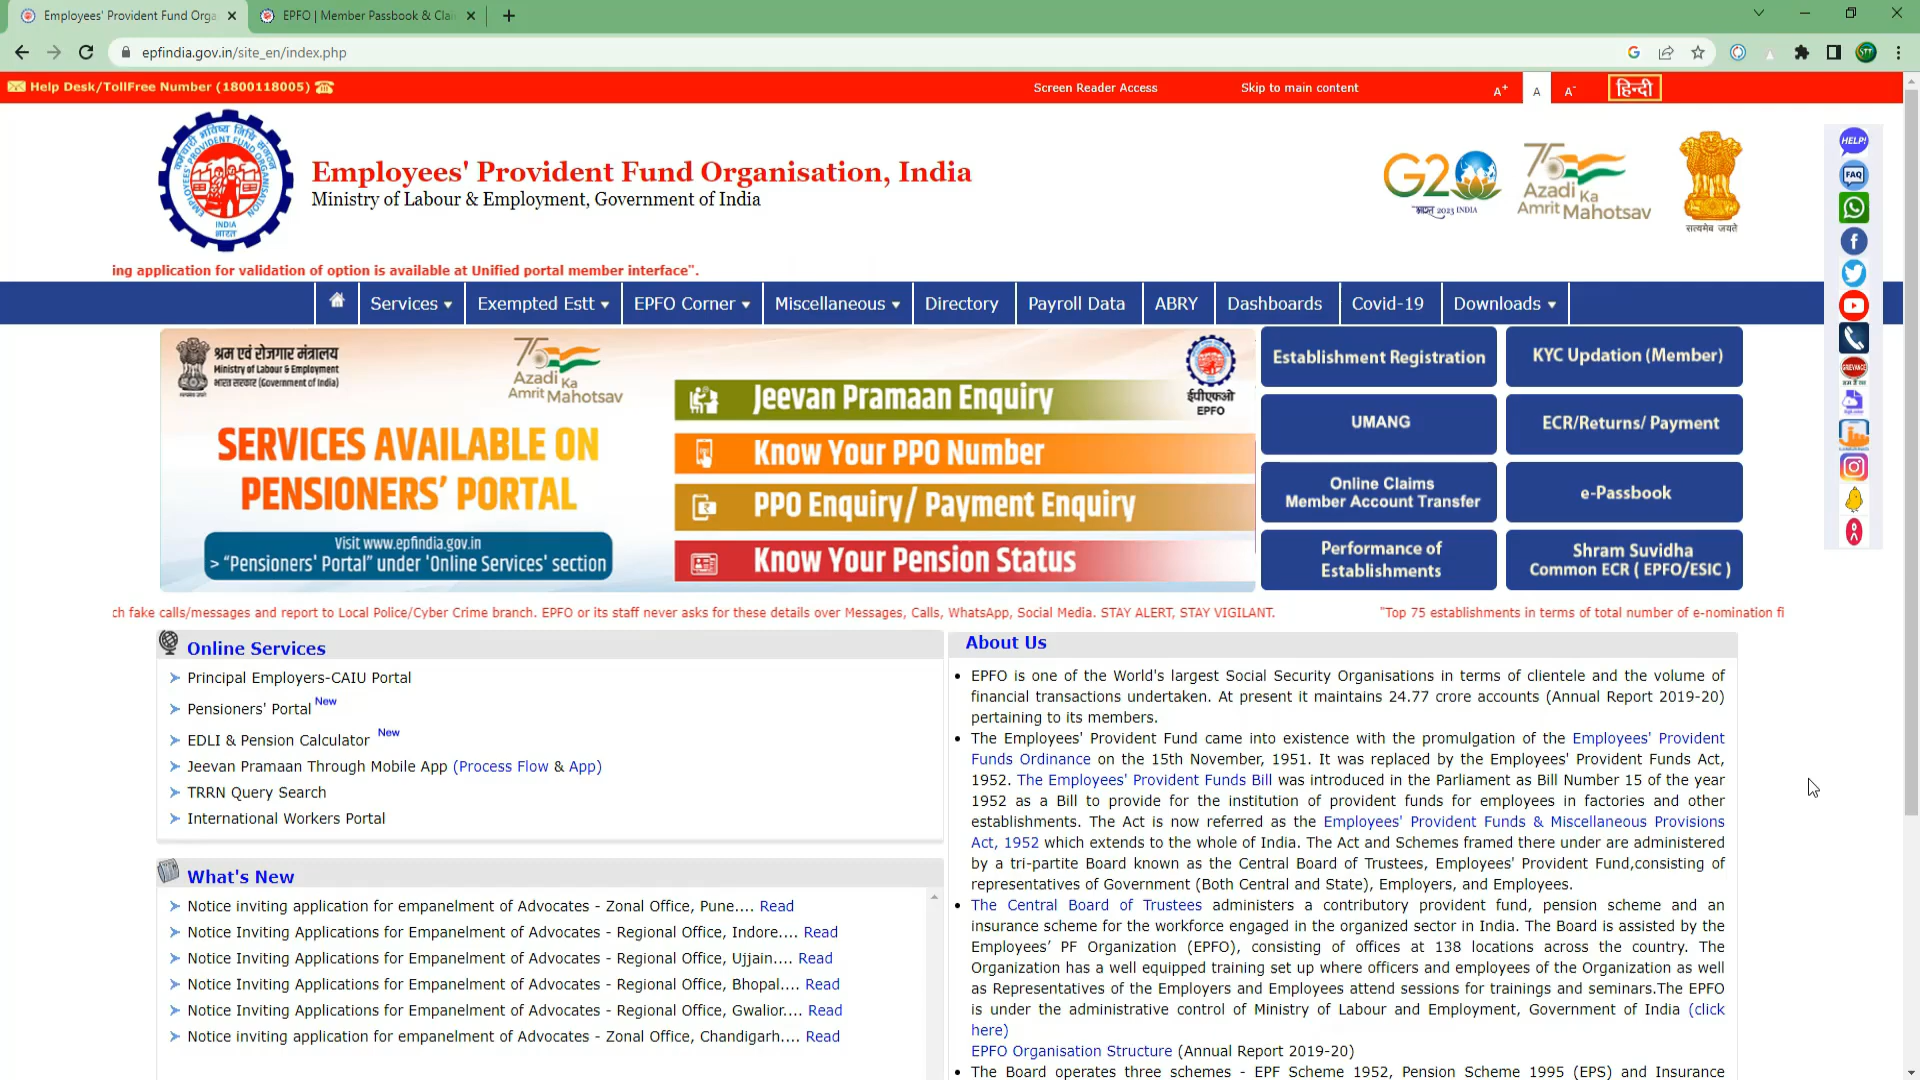 Employees' Provident Fund Orga
EPFO | Member Passbook & Clai
epfindia.gov.in/site_en/index.php
Help Desk/TollFree Number (1800118005)
Screen Reader Access
Skip to main content
A+
A
A-
हिन्दी
INDIA
भारत
Employees' Provident Fund Organisation, India
Ministry of Labour & Employment, Government of India
G20
भारत 2023 INDIA
75
Azadi Ka
Amrit Mahotsav
सत्यमेव जयते
HELP!
FAQ
ing application for validation of option is available at Unified portal member interface".
Services
Exempted Estt
EPFO Corner
Miscellaneous
Directory
Payroll Data
ABRY
Dashboards
Covid-19
Downloads
श्रम एवं रोजगार मंत्रालय
Ministry of Labour & Employment
भारत सरकार (Government of India)
75
Azadi Ka
Amrit Mahotsav
SERVICES AVAILABLE ON
PENSIONERS' PORTAL
Visit www.epfindia.gov.in
> "Pensioners' Portal" under 'Online Services' section
Jeevan Pramaan Enquiry
Know Your PPO Number
PPO Enquiry/ Payment Enquiry
Know Your Pension Status
ईपीएफओ
EPFO
Establishment Registration
KYC Updation (Member)
UMANG
ECR/Returns/ Payment
Online Claims
Member Account Transfer
e-Passbook
Performance of
Establishments
Shram Suvidha
Common ECR ( EPFO/ESIC )
GRIEVANCE
ch fake calls/messages and report to Local Police/Cyber Crime branch. EPFO or its staff never asks for these details over Messages, Calls, WhatsApp, Social Media. STAY ALERT, STAY VIGILANT.
"Top 75 establishments in terms of total number of e-nomination fi
Online Services
Principal Employers-CAIU Portal
Pensioners' Portal New
EDLI & Pension Calculator New
Jeevan Pramaan Through Mobile App (Process Flow & App)
TRRN Query Search
International Workers Portal
What's New
Notice inviting application for empanelment of Advocates - Zonal Office, Pune.... Read
Notice Inviting Applications for Empanelment of Advocates - Regional Office, Indore.... Read
Notice Inviting Applications for Empanelment of Advocates - Regional Office, Ujjain.... Read
Notice Inviting Applications for Empanelment of Advocates - Regional Office, Bhopal.... Read
Notice Inviting Applications for Empanelment of Advocates - Regional Office, Gwalior.... Read
Notice inviting application for empanelment of Advocates - Zonal Office, Chandigarh.... Read
About Us
EPFO is one of the World's largest Social Security Organisations in terms of clientele and the volume of
financial transactions undertaken. At present it maintains 24.77 crore accounts (Annual Report 2019-20)
pertaining to its members.
The Employees' Provident Fund came into existence with the promulgation of the Employees' Provident
Funds Ordinance on the 15th November, 1951. It was replaced by the Employees' Provident Funds Act,
1952. The Employees' Provident Funds Bill was introduced in the Parliament as Bill Number 15 of the year
1952 as a Bill to provide for the institution of provident funds for employees in factories and other
establishments. The Act is now referred as the Employees' Provident Funds & Miscellaneous Provisions
Act, 1952 which extends to the whole of India. The Act and Schemes framed there under are administered
by a tri-partite Board known as the Central Board of Trustees, Employees' Provident Fund,consisting of
representatives of Government (Both Central and State), Employers, and Employees.
The Central Board of Trustees administers a contributory provident fund, pension scheme and an
insurance scheme for the workforce engaged in the organized sector in India. The Board is assisted by the
Employees' PF Organization (EPFO), consisting of offices at 138 locations across the country. The
Organization has a well equipped training set up where officers and employees of the Organization as well
as Representatives of the Employers and Employees attend sessions for trainings and seminars.The EPFO
is under the administrative control of Ministry of Labour and Employment, Government of India (click
here)
EPFO Organisation Structure (Annual Report 2019-20)
The Board operates three schemes - EPF Scheme 1952, Pension Scheme 1995 (EPS) and Insurance